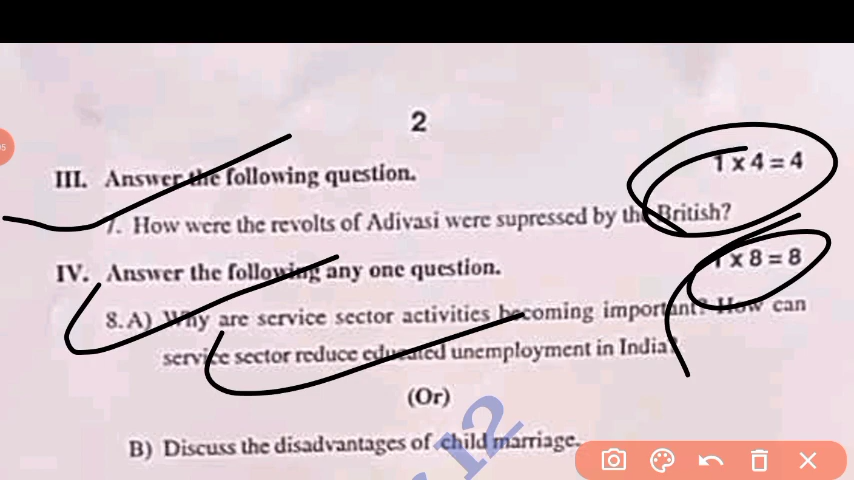 2
III. Answer the following question. 1 x 4 = 4
7. How were the revolts of Adivasi were supressed by the British?
IV. Answer the following any one question. 1 x 8 = 8
8. A) Why are service sector activities becoming important? How can
service sector reduce educated unemployment in India?
(Or)
B) Discuss the disadvantages of child marriage.